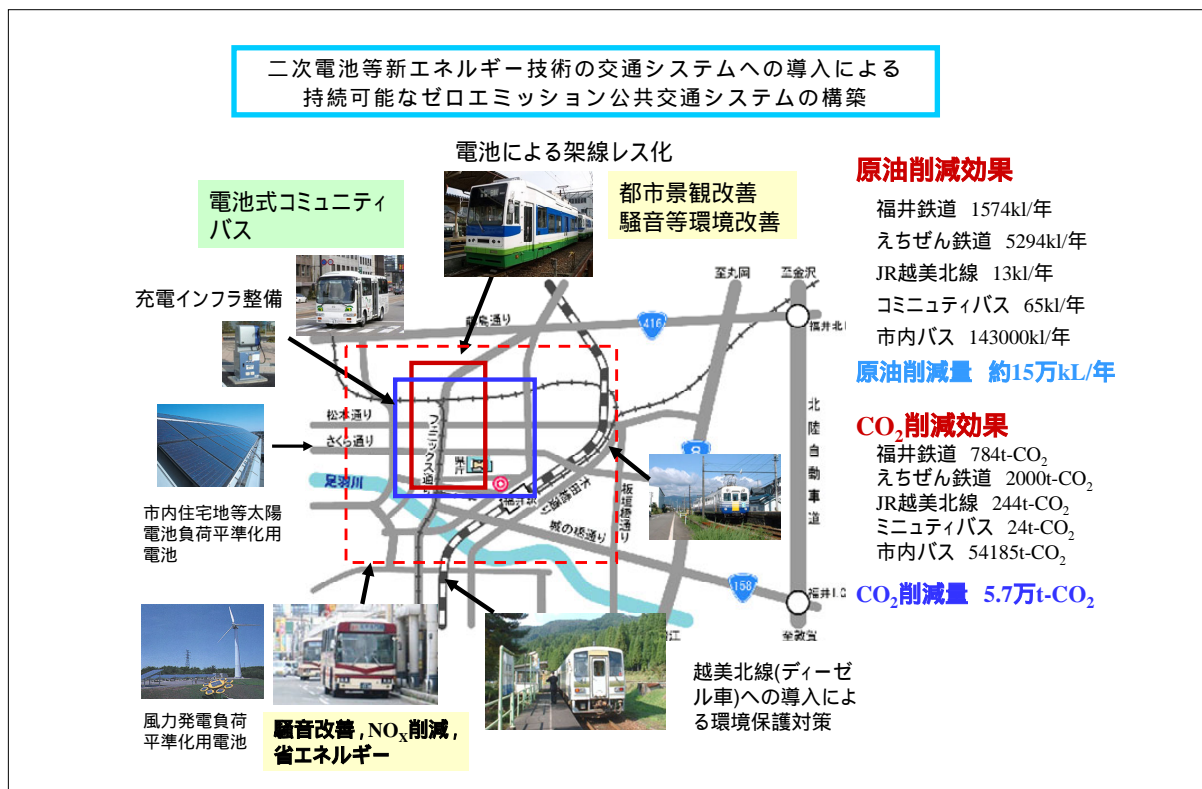 二次電池等新エネルギー技術の交通システムへの導入による
持続可能なゼロエミッション公共交通システムの構築
電池による架線レス化
都市景観改善
騒音等環境改善
電池式コミュニティ
バス
充電インフラ整備
市内住宅地等太陽
電池負荷平準化用
電池
風力発電負荷
平準化用電池
騒音改善,NOX削減,
省エネルギー
越美北線(ディーゼ
ル車)への導入によ
る環境保護対策
至丸岡
至金沢
416
福井北I
松本通り
さくら通り
フェニックス通り
県庁
足羽川
城の橋通り
板垣橋通り
8
北陸自動車道
158
福井I.C
至敦賀
原油削減効果
福井鉄道 1574kl/年
えちぜん鉄道 5294kl/年
JR越美北線 13kl/年
コミニュティバス 65kl/年
市内バス 143000kl/年
原油削減量 約15万kL/年
CO2削減効果
福井鉄道 784t-CO2
えちぜん鉄道 2000t-CO2
JR越美北線 244t-CO2
ミニュティバス 24t-CO2
市内バス 54185t-CO2
CO2削減量 5.7万t-CO2